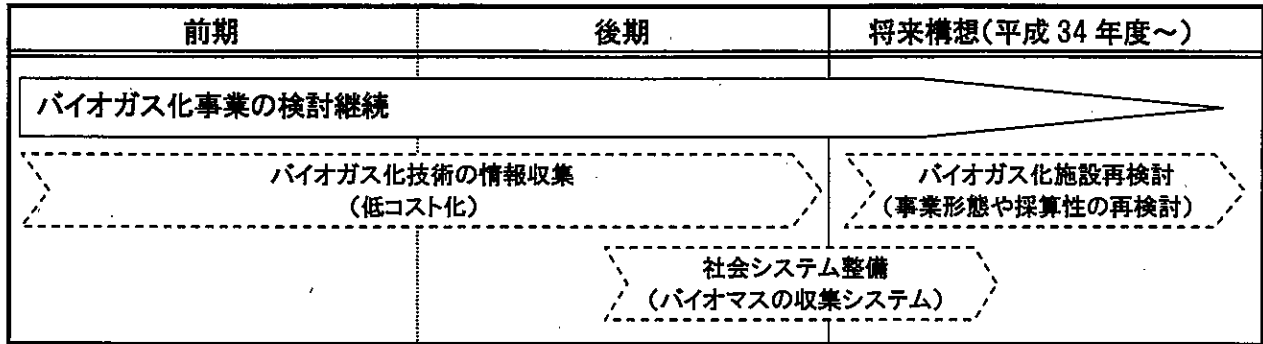 前期
後期
将来構想(平成34年度～)
バイオガス化事業の検討継続
バイオガス化技術の情報収集
(低コスト化)
バイオガス化施設再検討
(事業形態や採算性の再検討)
社会システム整備
(バイオマスの収集システム)